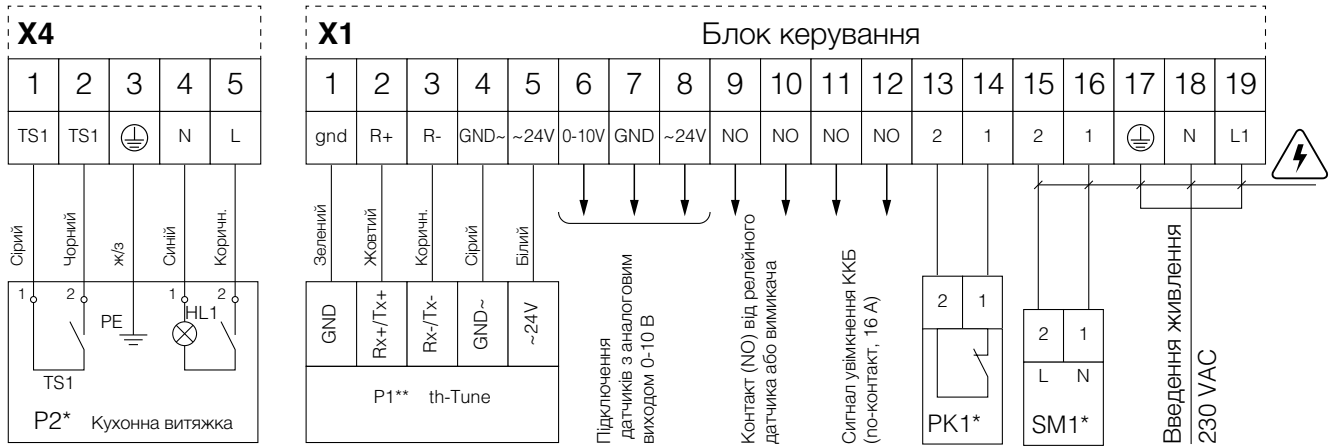 X4
1 2 3 4 5
TS1 TS1 N L
Сірий
Чорний
ж/з
Синій
Коричн.
1 2 1 2
PE
HL1
TS1
P2* Кухонна витяжка
X1 Блок керування
1 2 3 4 5 6 7 8 9 10 11 12 13 14 15 16 17 18 19
gnd R+ R- GND~ ~24V 0-10V GND ~24V NO NO NO NO 2 1 2 1 N L1
Зелений
Жовтий
Коричн.
Сірий
Білий
GND
Rx+/Tx+
Rx-/Tx-
GND~
~24V
P1** th-Tune
Підключення
датчиків з аналоговим
виходом 0-10 В
Контакт (NO) від релейного
датчика або вимикача
Сигнал увімкнення ККБ
(no-контакт, 16 А)
2 1
PK1*
2 1
L N
SM1*
Введення живлення
230 VAC